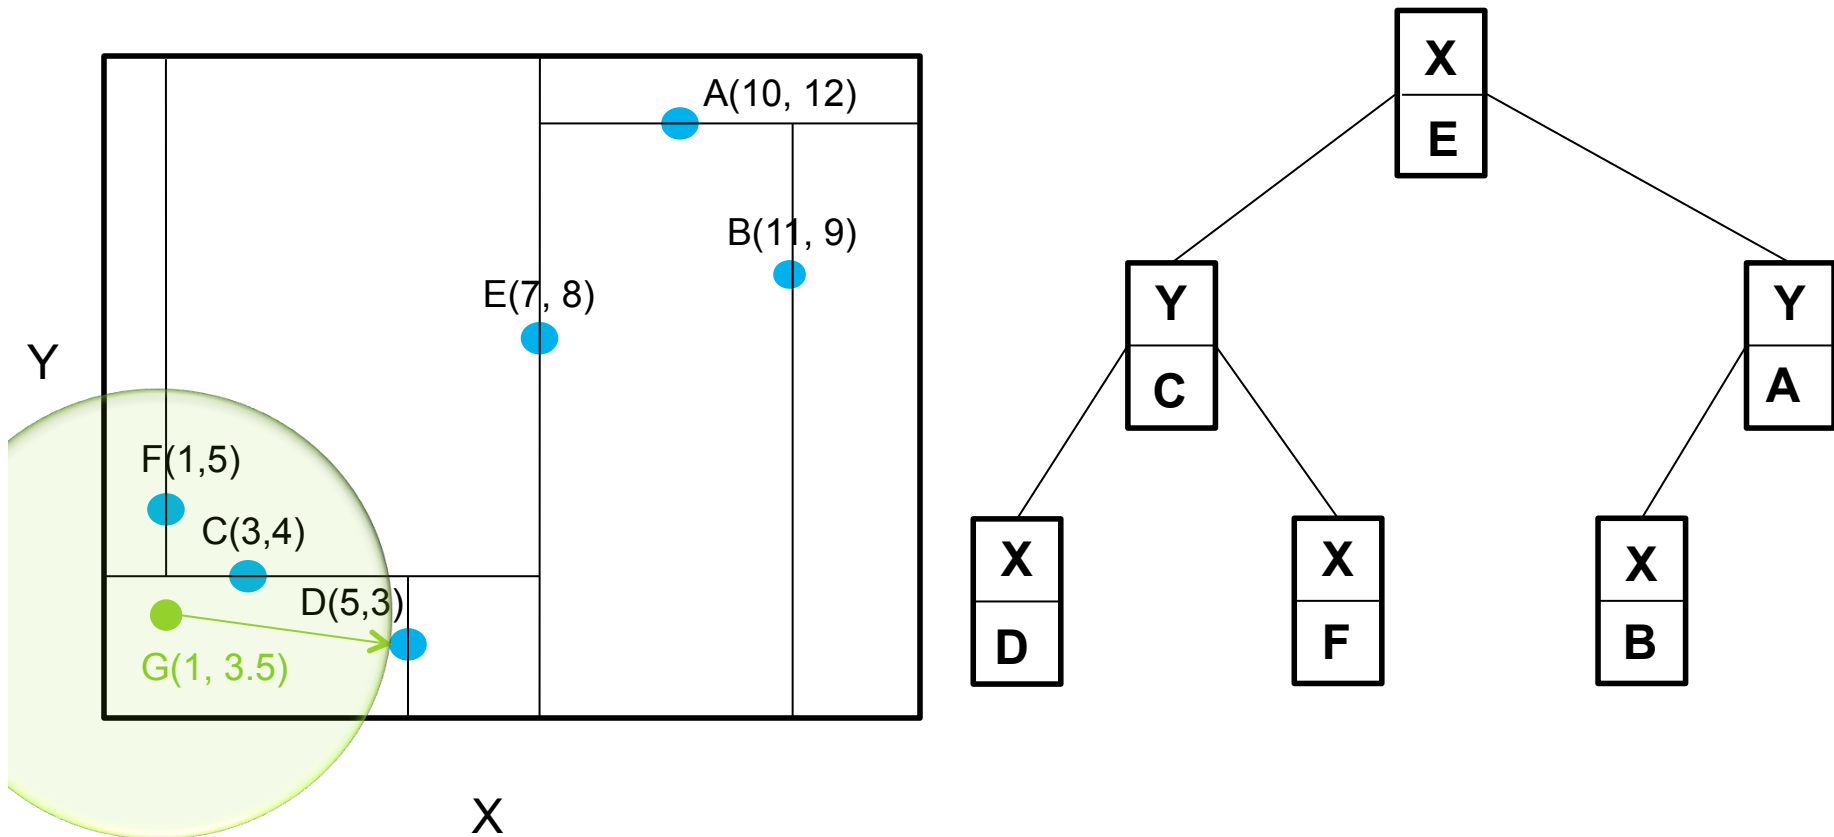 A(10, 12)
B(11, 9)
E(7, 8)
Y
F(1,5)
C(3,4)
D(5,3)
G(1, 3.5)
X
X
E
Y
C
Y
A
X
D
X
F
X
B